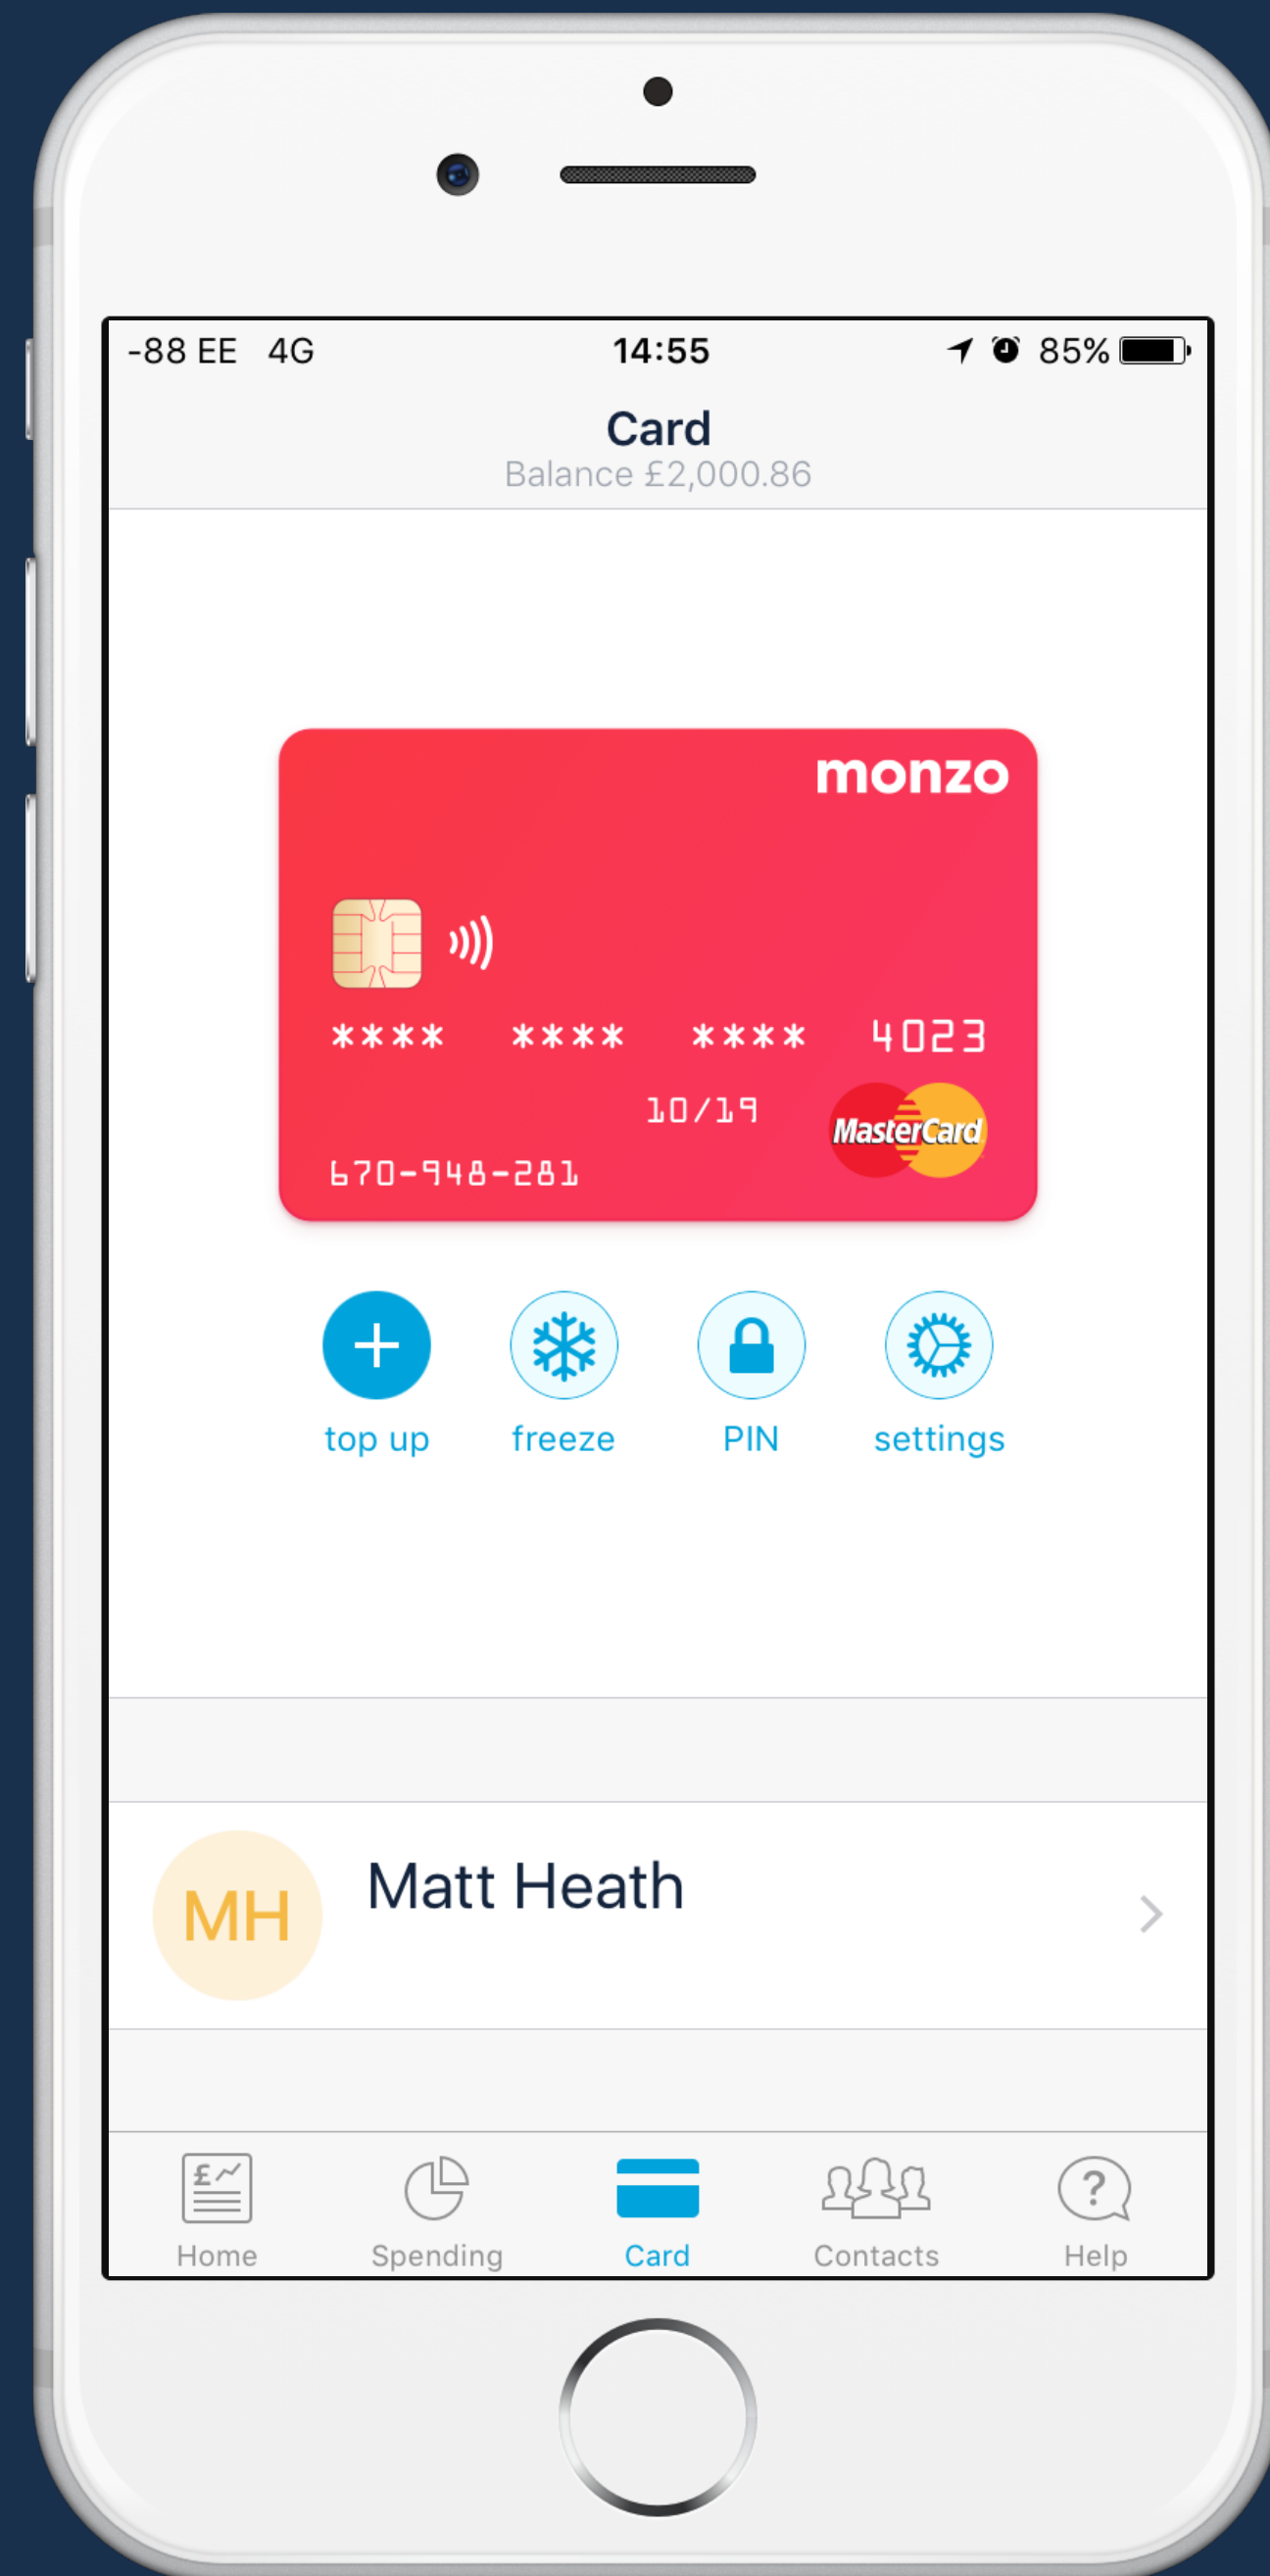 -88 EE 4G 14:55 85%
Card
Balance £2,000.86
monzo
**** **** **** 4023
10/19
MasterCard
670-948-281
top up freeze PIN settings
MH Matt Heath
Home Spending Card Contacts Help